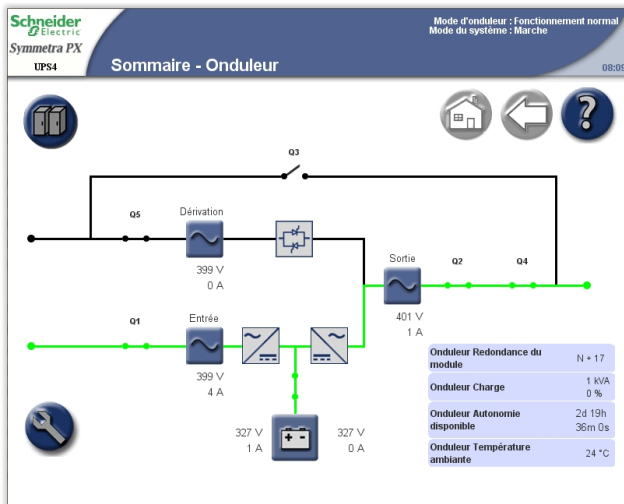 Schneider
Electric
Symmetra PX
UPS4
Sommaire - Onduleur
Mode d'onduleur : Fonctionnement normal
Mode du système : Marche
08:09
Q3
Q5
Dérivation
399 V
0 A
Sortie
Q2
Q4
401 V
1 A
Q1
Entrée
399 V
4 A
327 V
1 A
327 V
0 A
Onduleur Redondance du
module
N + 17
Onduleur Charge
1 kVA
0 %
Onduleur Autonomie
disponible
2d 19h
36m 0s
Onduleur Température
ambiante
24 °C